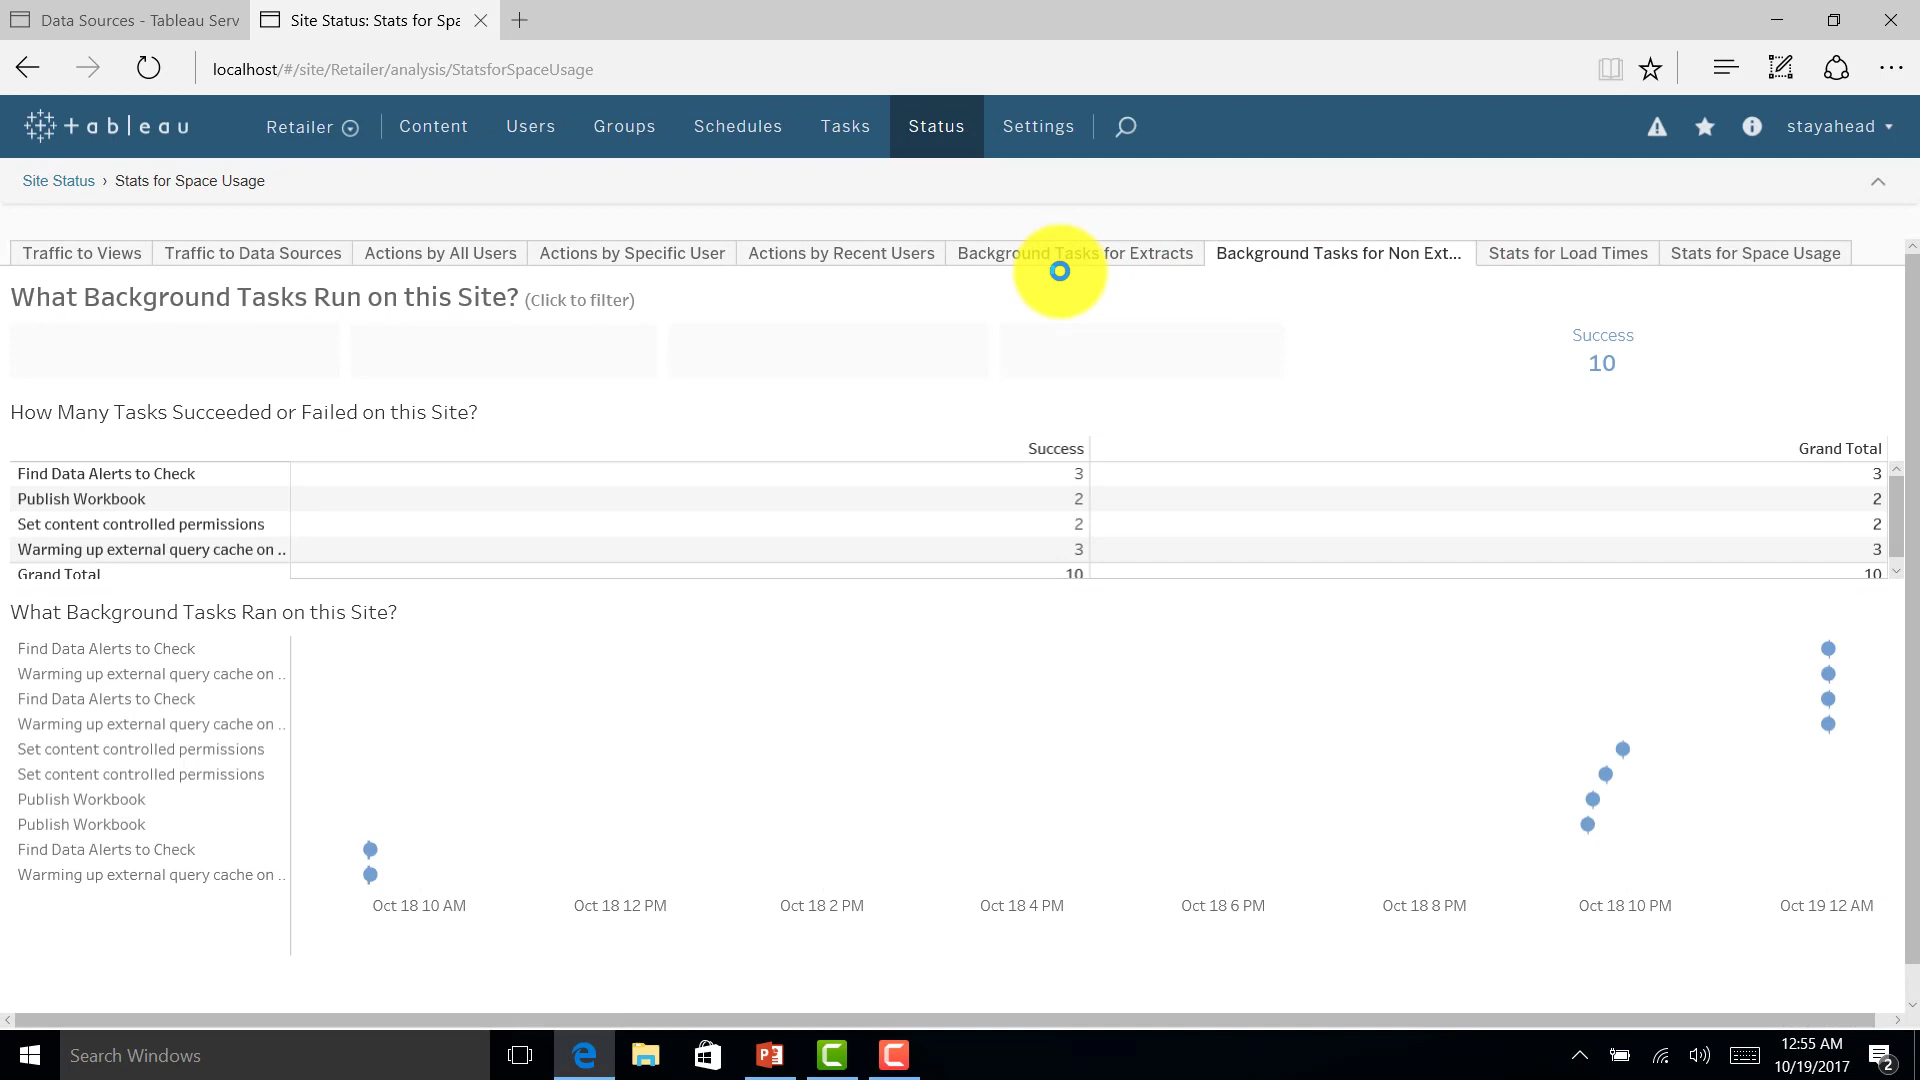 Data Sources - Tableau Serv
Site Status: Stats for Spa
localhost/#/site/Retailer/analysis/StatsforSpaceUsage
+ableau
Retailer
Content
Users
Groups
Schedules
Tasks
Status
Settings
stayahead
Site Status › Stats for Space Usage
Traffic to Views
Traffic to Data Sources
Actions by All Users
Actions by Specific User
Actions by Recent Users
Background Tasks for Extracts
Background Tasks for Non Ext...
Stats for Load Times
Stats for Space Usage
What Background Tasks Run on this Site? (Click to filter)
Success
10
How Many Tasks Succeeded or Failed on this Site?
Success Grand Total
Find Data Alerts to Check 3 3
Publish Workbook 2 2
Set content controlled permissions 2 2
Warming up external query cache on .. 3 3
Grand Total 10 10
What Background Tasks Ran on this Site?
Find Data Alerts to Check
Warming up external query cache on ..
Find Data Alerts to Check
Warming up external query cache on ..
Set content controlled permissions
Set content controlled permissions
Publish Workbook
Publish Workbook
Find Data Alerts to Check
Warming up external query cache on ..
Oct 18 10 AM Oct 18 12 PM Oct 18 2 PM Oct 18 4 PM Oct 18 6 PM Oct 18 8 PM Oct 18 10 PM Oct 19 12 AM
Search Windows
12:55 AM
10/19/2017
2